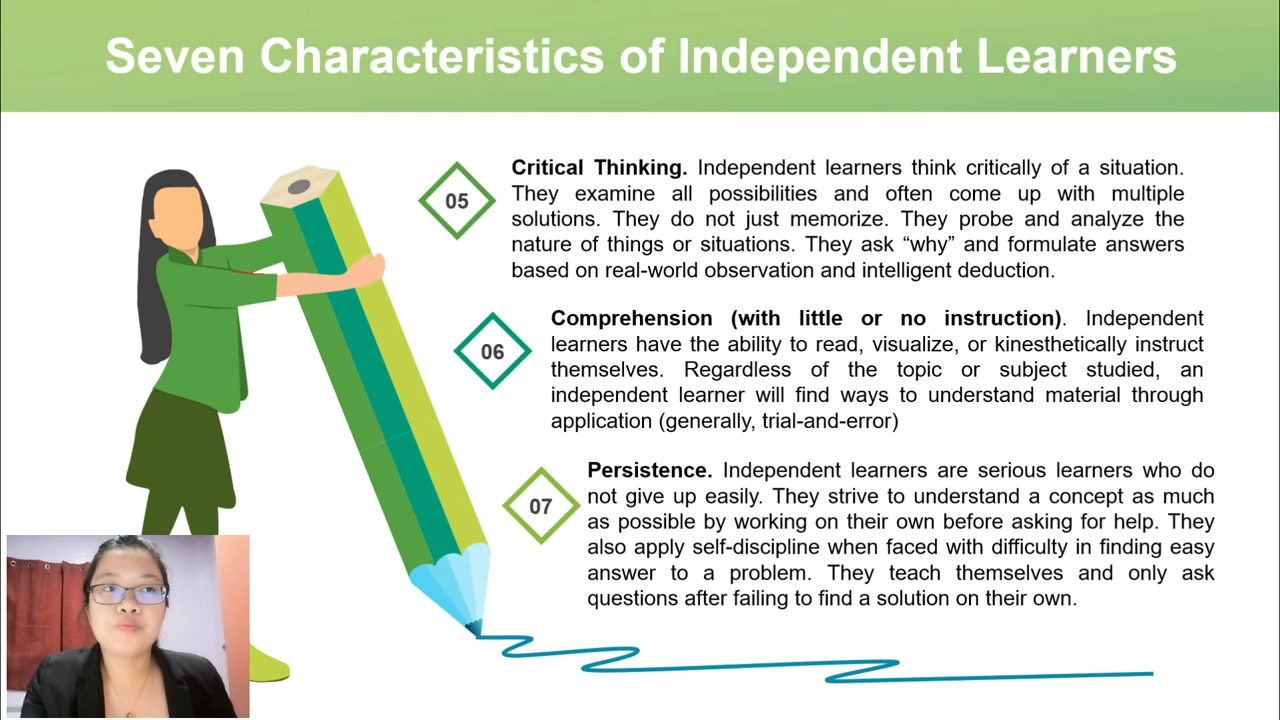 Seven Characteristics of Independent Learners
05
Critical Thinking. Independent learners think critically of a situation.
They examine all possibilities and often come up with multiple
solutions. They do not just memorize. They probe and analyze the
nature of things or situations. They ask “why” and formulate answers
based on real-world observation and intelligent deduction.
06
Comprehension (with little or no instruction). Independent
learners have the ability to read, visualize, or kinesthetically instruct
themselves. Regardless of the topic or subject studied, an
independent learner will find ways to understand material through
application (generally, trial-and-error)
07
Persistence. Independent learners are serious learners who do
not give up easily. They strive to understand a concept as much
as possible by working on their own before asking for help. They
also apply self-discipline when faced with difficulty in finding easy
answer to a problem. They teach themselves and only ask
questions after failing to find a solution on their own.